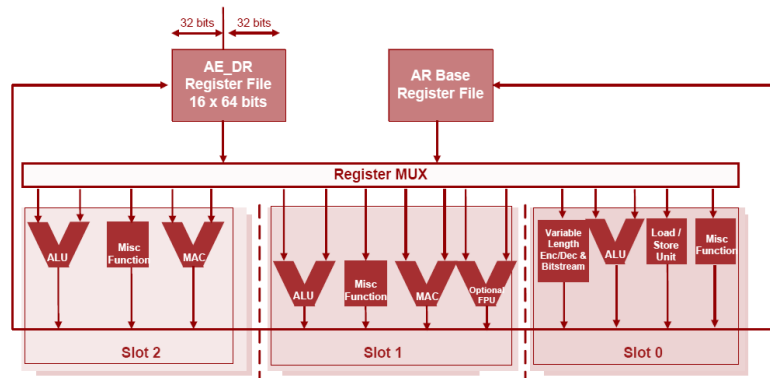 32 bits
32 bits
AE_DR
Register File
16 x 64 bits
AR Base
Register File
Register MUX
ALU
Misc
Function
MAC
Slot 2
ALU
Misc
Function
MAC
Optional
FPU
Slot 1
Variable
Length
Enc/Dec &
Bitstream
ALU
Load /
Store
Unit
Misc
Function
Slot 0